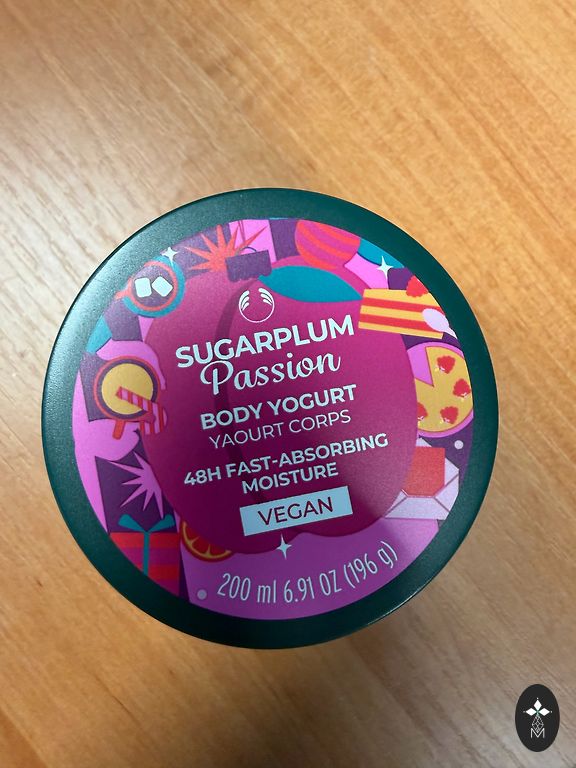 SUGARPLUM
Passion
BODY YOGURT
YAOURT CORPS
48H FAST-ABSORBING
MOISTURE
VEGAN
200 ml 6.91 OZ (196 g)
M